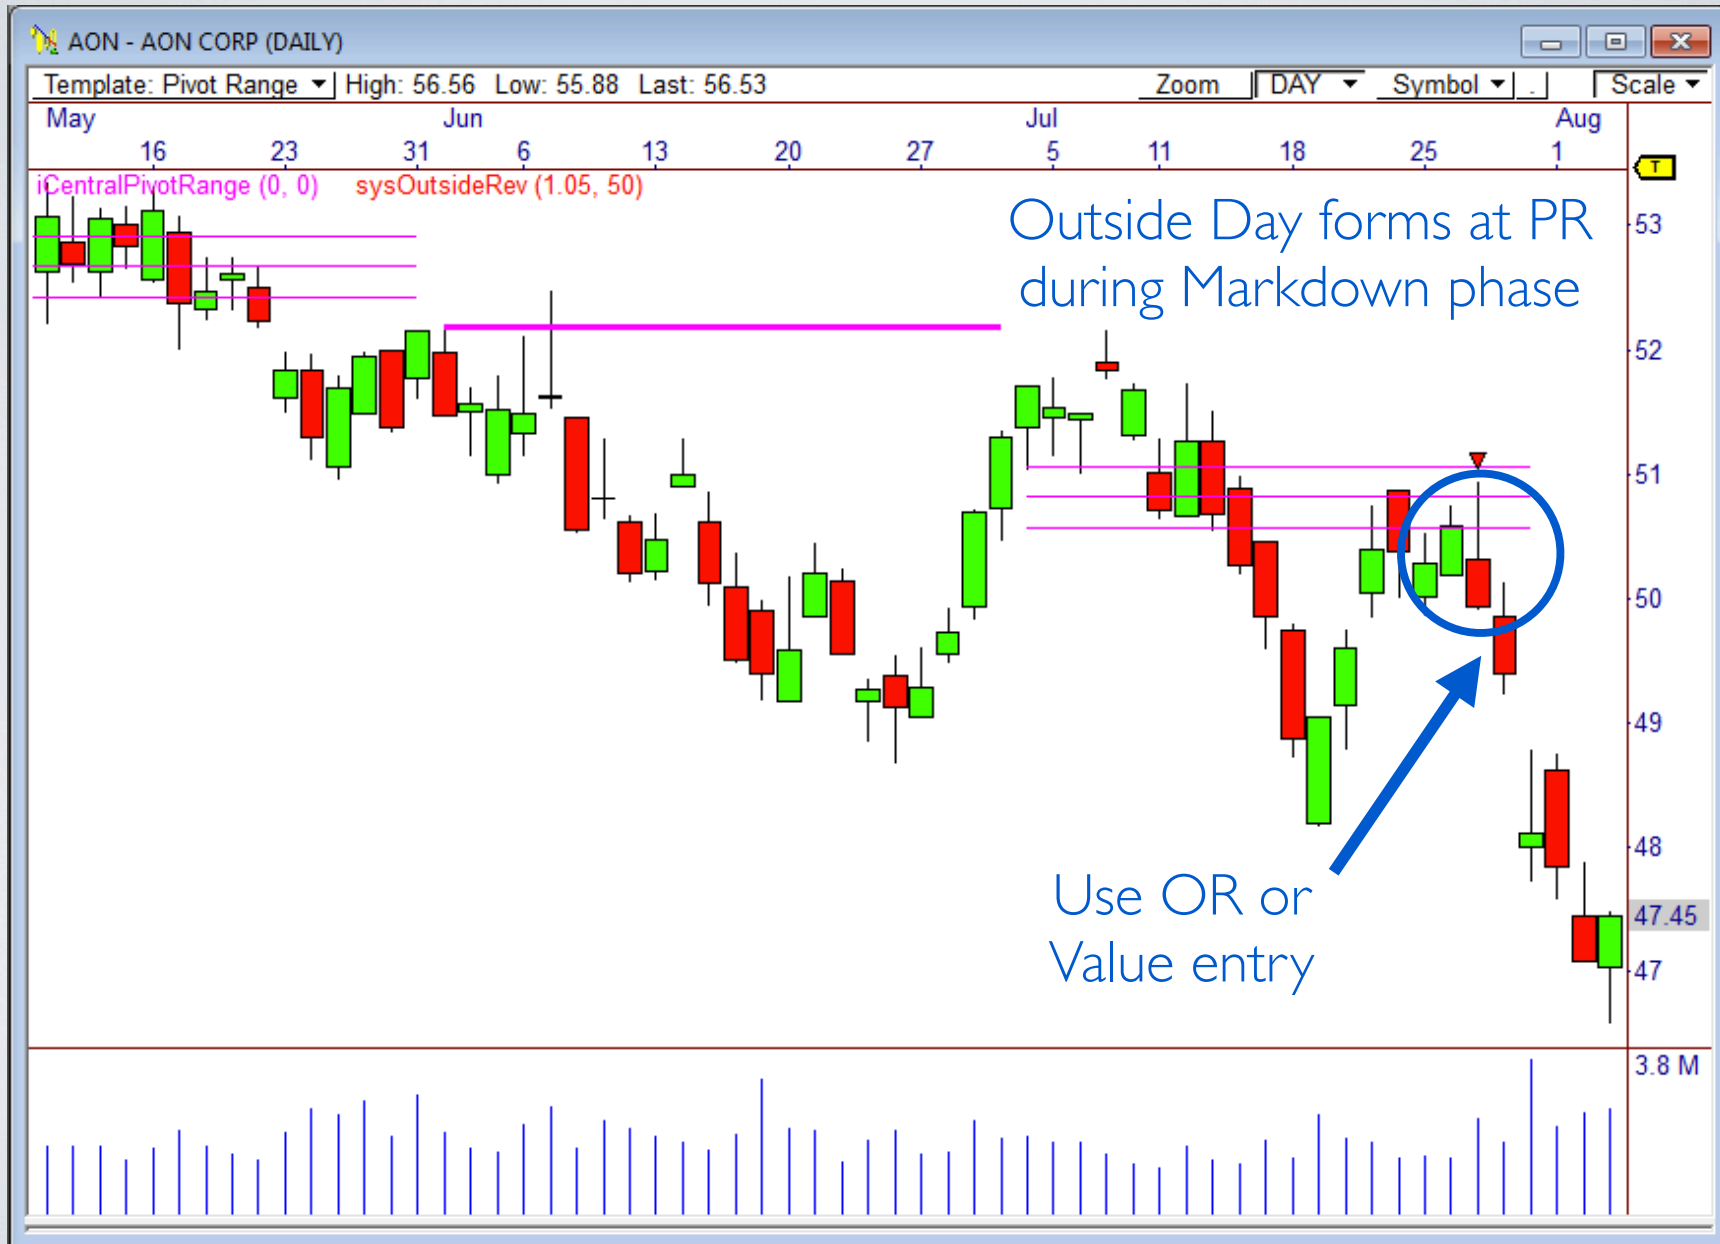 AON - AON CORP (DAILY)
Template: Pivot Range High: 56.56 Low: 55.88 Last: 56.53 Zoom DAY Symbol . Scale
May Jun Jul Aug
16 23 31 6 13 20 27 5 11 18 25 1
T
iCentralPivotRange (0, 0) sysOutsideRev (1.05, 50)
Outside Day forms at PR
during Markdown phase
53
52
51
50
49
48
47.45
47
Use OR or
Value entry
3.8 M